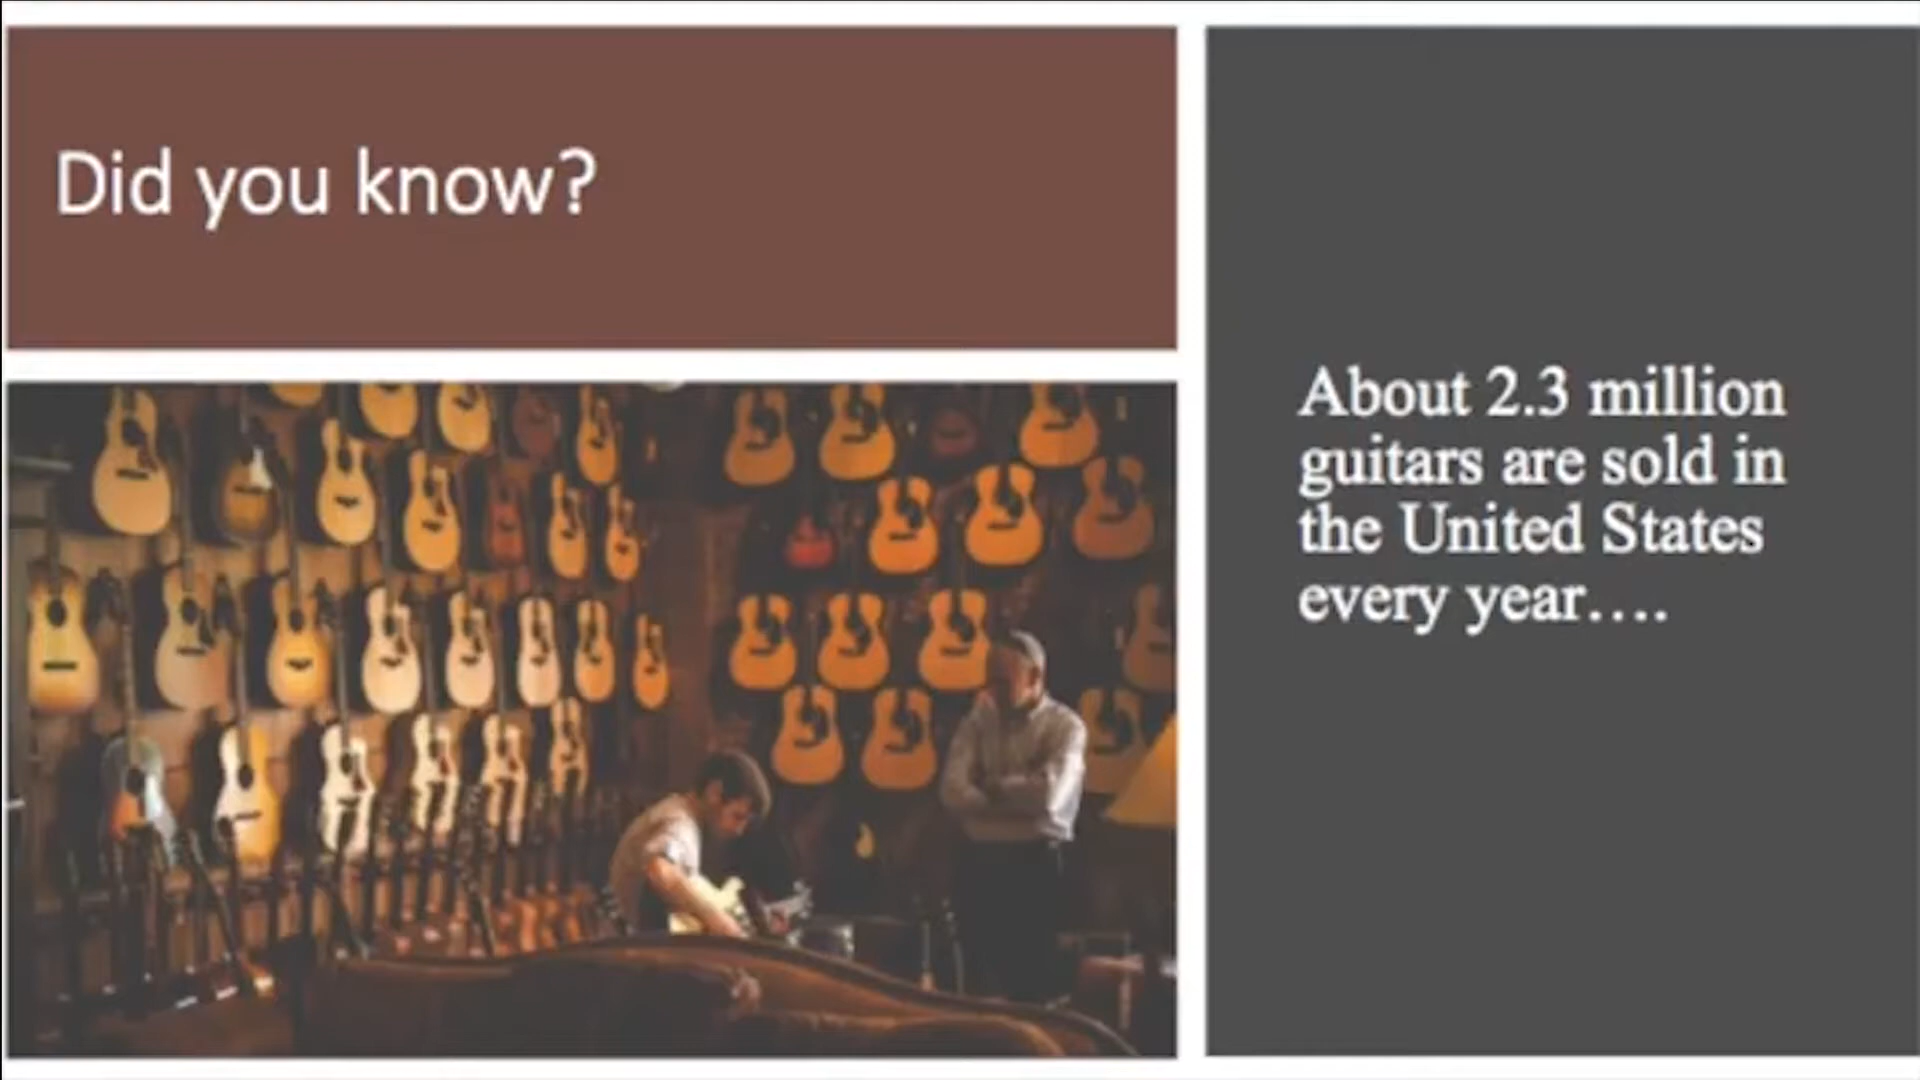 Did you know?
About 2.3 million
guitars are sold in
the United States
every year….